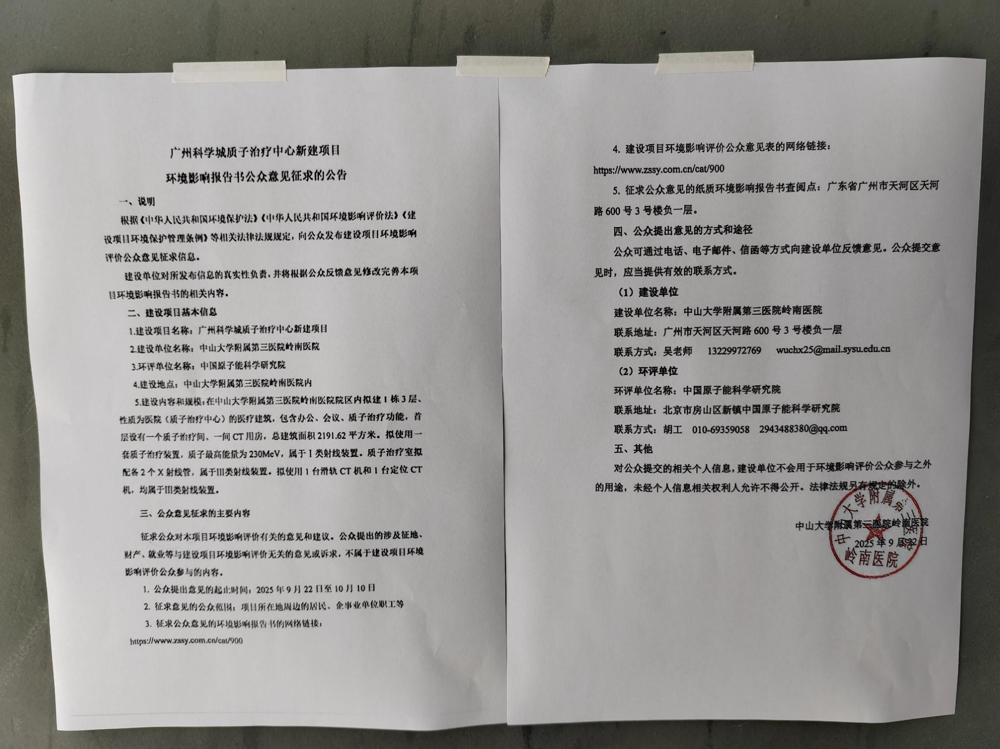 广州科学城质子治疗中心新建项目
环境影响报告书公众意见征求的公告
一、说明
根据《中华人民共和国环境保护法》《中华人民共和国环境影响评价法》《建
设项目环境保护管理条例》等相关法律法规规定，向公众发布建设项目环境影响
评价公众意见征求信息。
建设单位对所发布信息的真实性负责，并将根据公众反馈意见修改完善本项
目环境影响报告书的相关内容。
二、建设项目基本信息
1.建设项目名称：广州科学城质子治疗中心新建项目
2.建设单位名称：中山大学附属第三医院岭南医院
3.环评单位名称：中国原子能科学研究院
4.建设地点：中山大学附属第三医院岭南医院内
5.建设内容和规模：在中山大学附属第三医院岭南医院院区内拟建 1 栋 3 层、
性质为医院（质子治疗中心）的医疗建筑，包含办公、会议、质子治疗功能，首
层设有一个质子治疗间、一间 CT 用房，总建筑面积 2191.62 平方米。拟使用一
套质子治疗装置，质子最高能量为 230MeV，属于 I 类射线装置。质子治疗室拟
配备 2 个 X 射线管，属于III类射线装置。拟使用 1 台滑轨 CT 机和 1 台定位 CT
机，均属于III类射线装置。
三、公众意见征求的主要内容
征求公众对本项目环境影响评价有关的意见和建议。公众提出的涉及征地、
财产、就业等与建设项目环境影响评价无关的意见或诉求，不属于建设项目环境
影响评价公众参与的内容。
1. 公众提出意见的起止时间：2025 年 9 月 22 日至 10 月 10 日
2. 征求意见的公众范围：项目所在地周边的居民、企事业单位职工等
3. 征求公众意见的环境影响报告书的网络链接：
https://www.zssy.com.cn/cat/900
4. 建设项目环境影响评价公众意见表的网络链接：
https://www.zssy.com.cn/cat/900
5. 征求公众意见的纸质环境影响报告书查阅点：广东省广州市天河区天河
路 600 号 3 号楼负一层。
四、公众提出意见的方式和途径
公众可通过电话、电子邮件、信函等方式向建设单位反馈意见。公众提交意
见时，应当提供有效的联系方式。
（1）建设单位
建设单位名称：中山大学附属第三医院岭南医院
联系地址：广州市天河区天河路 600 号 3 号楼负一层
联系方式：吴老师 13229972769 wuchx25@mail.sysu.edu.cn
（2）环评单位
环评单位名称：中国原子能科学研究院
联系地址：北京市房山区新镇中国原子能科学研究院
联系方式：胡工 010-69359058 2943488380@qq.com
五、其他
对公众提交的相关个人信息，建设单位不会用于环境影响评价公众参与之外
的用途，未经个人信息相关权利人允许不得公开。法律法规另有规定的除外。
中山大学附属第三医院岭南医院
2025 年 9 月 22 日
中山大学附属第三医院
岭南医院